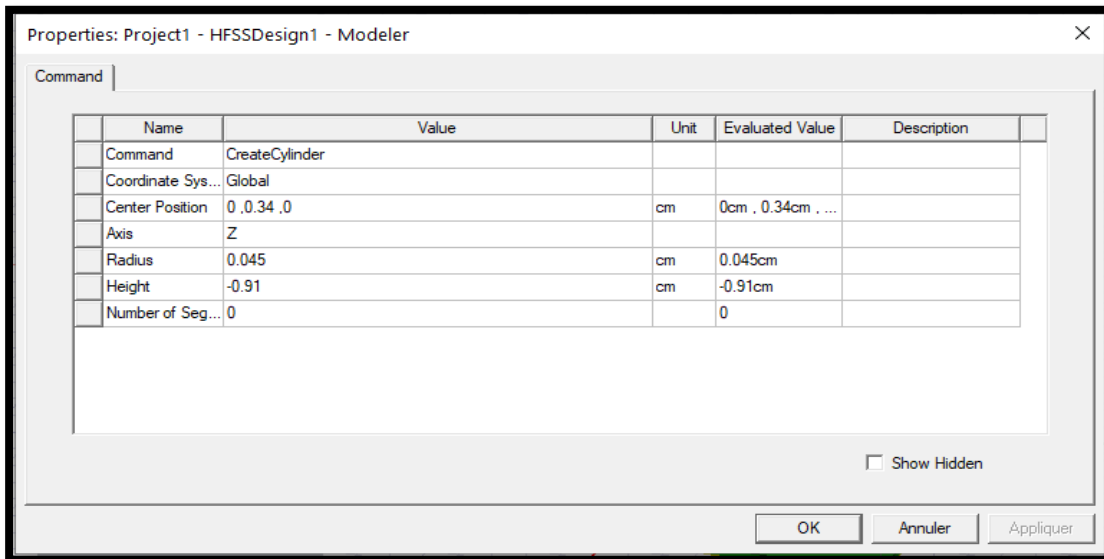 Properties: Project1 - HFSSDesign1 - Modeler
Command
Name Value Unit Evaluated Value Description
Command CreateCylinder
Coordinate Sys... Global
Center Position 0 ,0.34 ,0 cm 0cm , 0.34cm , ...
Axis Z
Radius 0.045 cm 0.045cm
Height -0.91 cm -0.91cm
Number of Seg... 0 0
Show Hidden
OK Annuler Appliquer